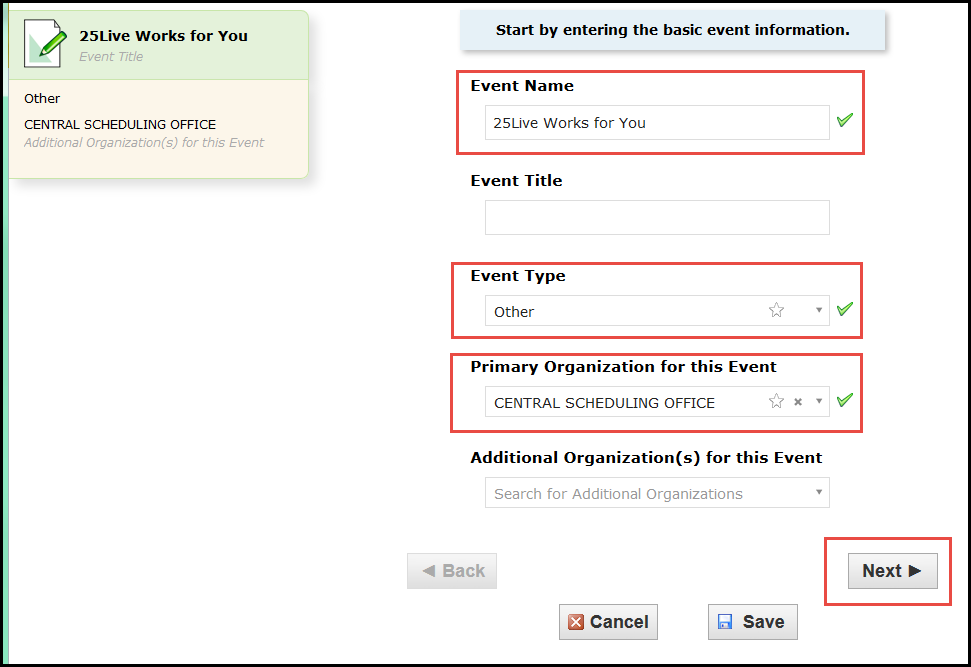 25Live Works for You
Event Title
Other
CENTRAL SCHEDULING OFFICE
Additional Organization(s) for this Event
Start by entering the basic event information.
Event Name
25Live Works for You
Event Title
Event Type
Other
Primary Organization for this Event
CENTRAL SCHEDULING OFFICE
Additional Organization(s) for this Event
Search for Additional Organizations
Back
Next
Cancel
Save